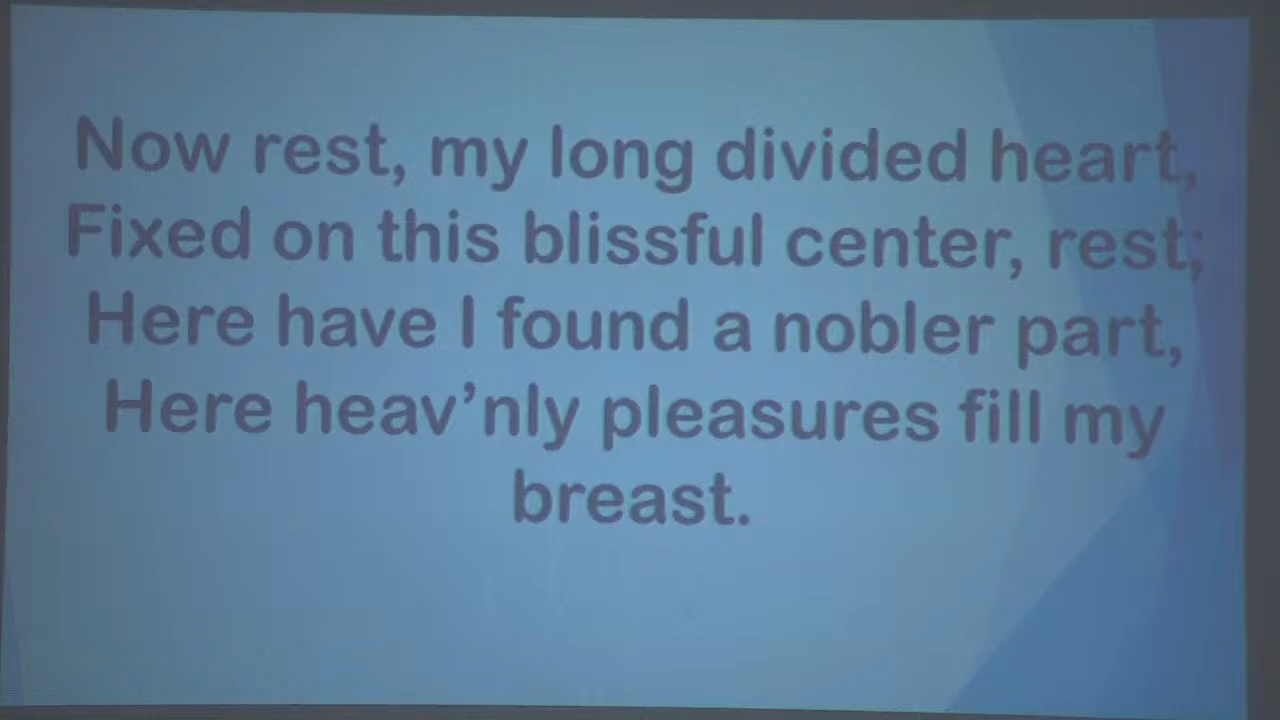 Now rest, my long divided heart,
Fixed on this blissful center, rest;
Here have I found a nobler part,
Here heav’nly pleasures fill my
breast.